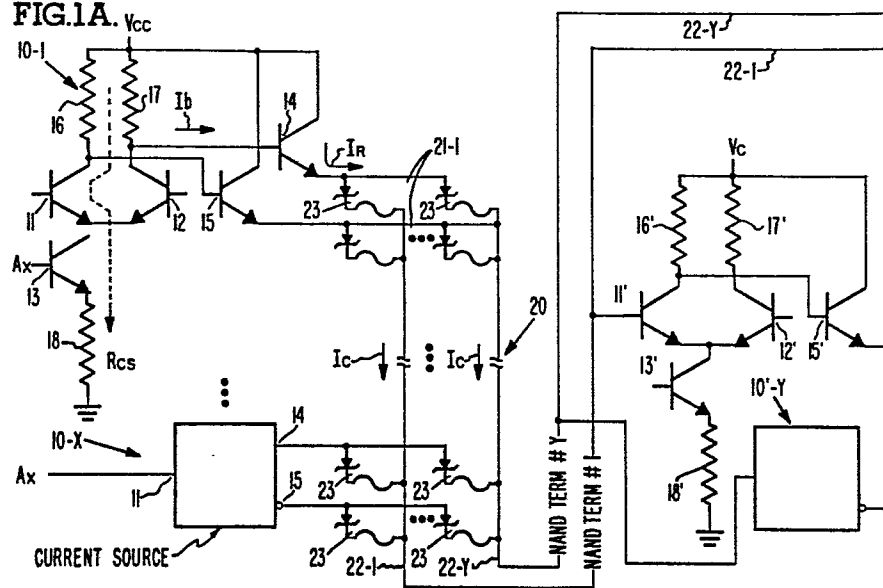 FIG.1A.
Vcc
10-1
16
17
Ib
14
IR
21-1
22-Y
22-1
23
23
11
12
15
Ax
13
18
RCS
Ic
Ic
20
Vc
16'
17'
11'
12'
15'
13'
10'-Y
18'
10-X
Ax
11
14
15
23
23
23
23
CURRENT SOURCE
22-1
22-Y
NAND TERM # Y
NAND TERM # 1